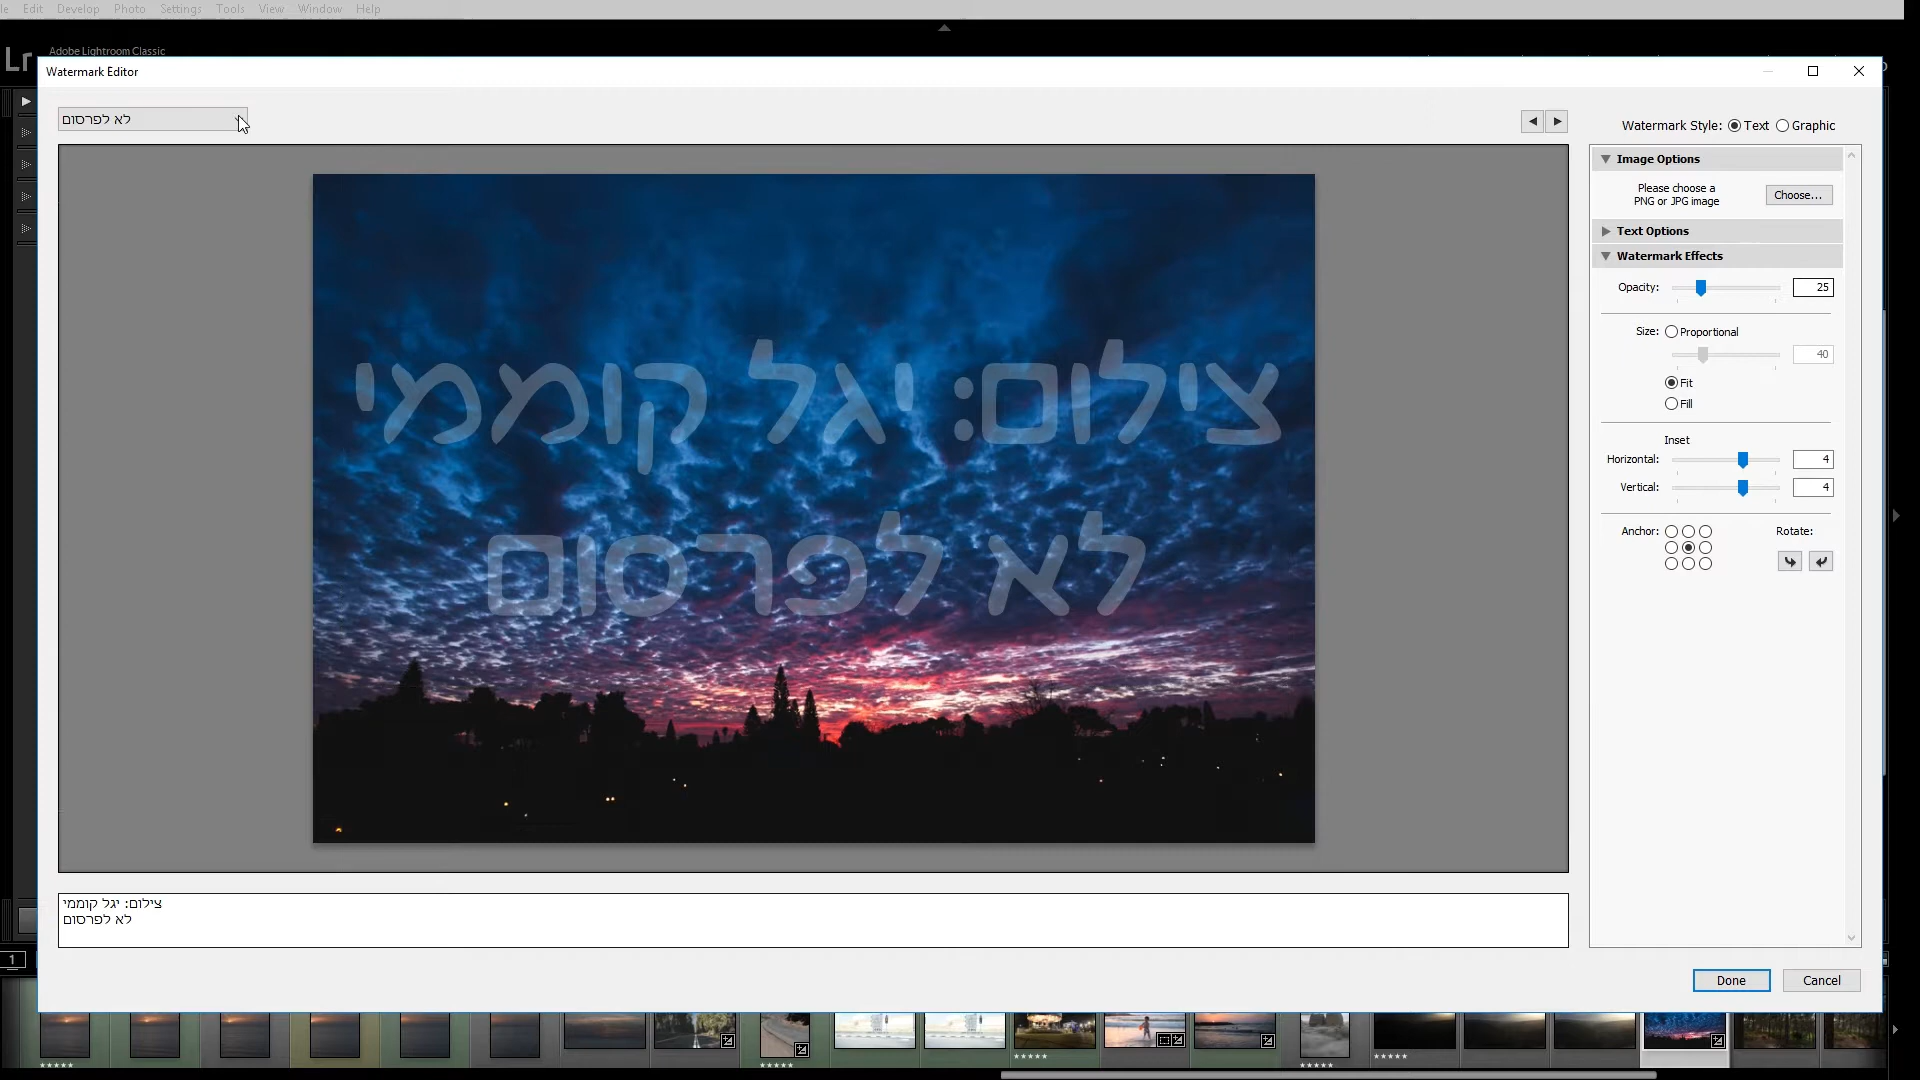 Edit Develop Photo Settings Tools View Window Help
Lr
Adobe Lightroom Classic
Watermark Editor
לא לפרסום
Watermark Style: Text Graphic
Image Options
Please choose a
PNG or JPG image
Choose...
Text Options
Watermark Effects
Opacity: 25
Size: Proportional
40
Fit
Fill
Inset
Horizontal: 4
Vertical: 4
Anchor: Rotate:
צילום: יגל קוממי
לא לפרסום
צילום: יגל קוממי
לא לפרסום
Done Cancel
1